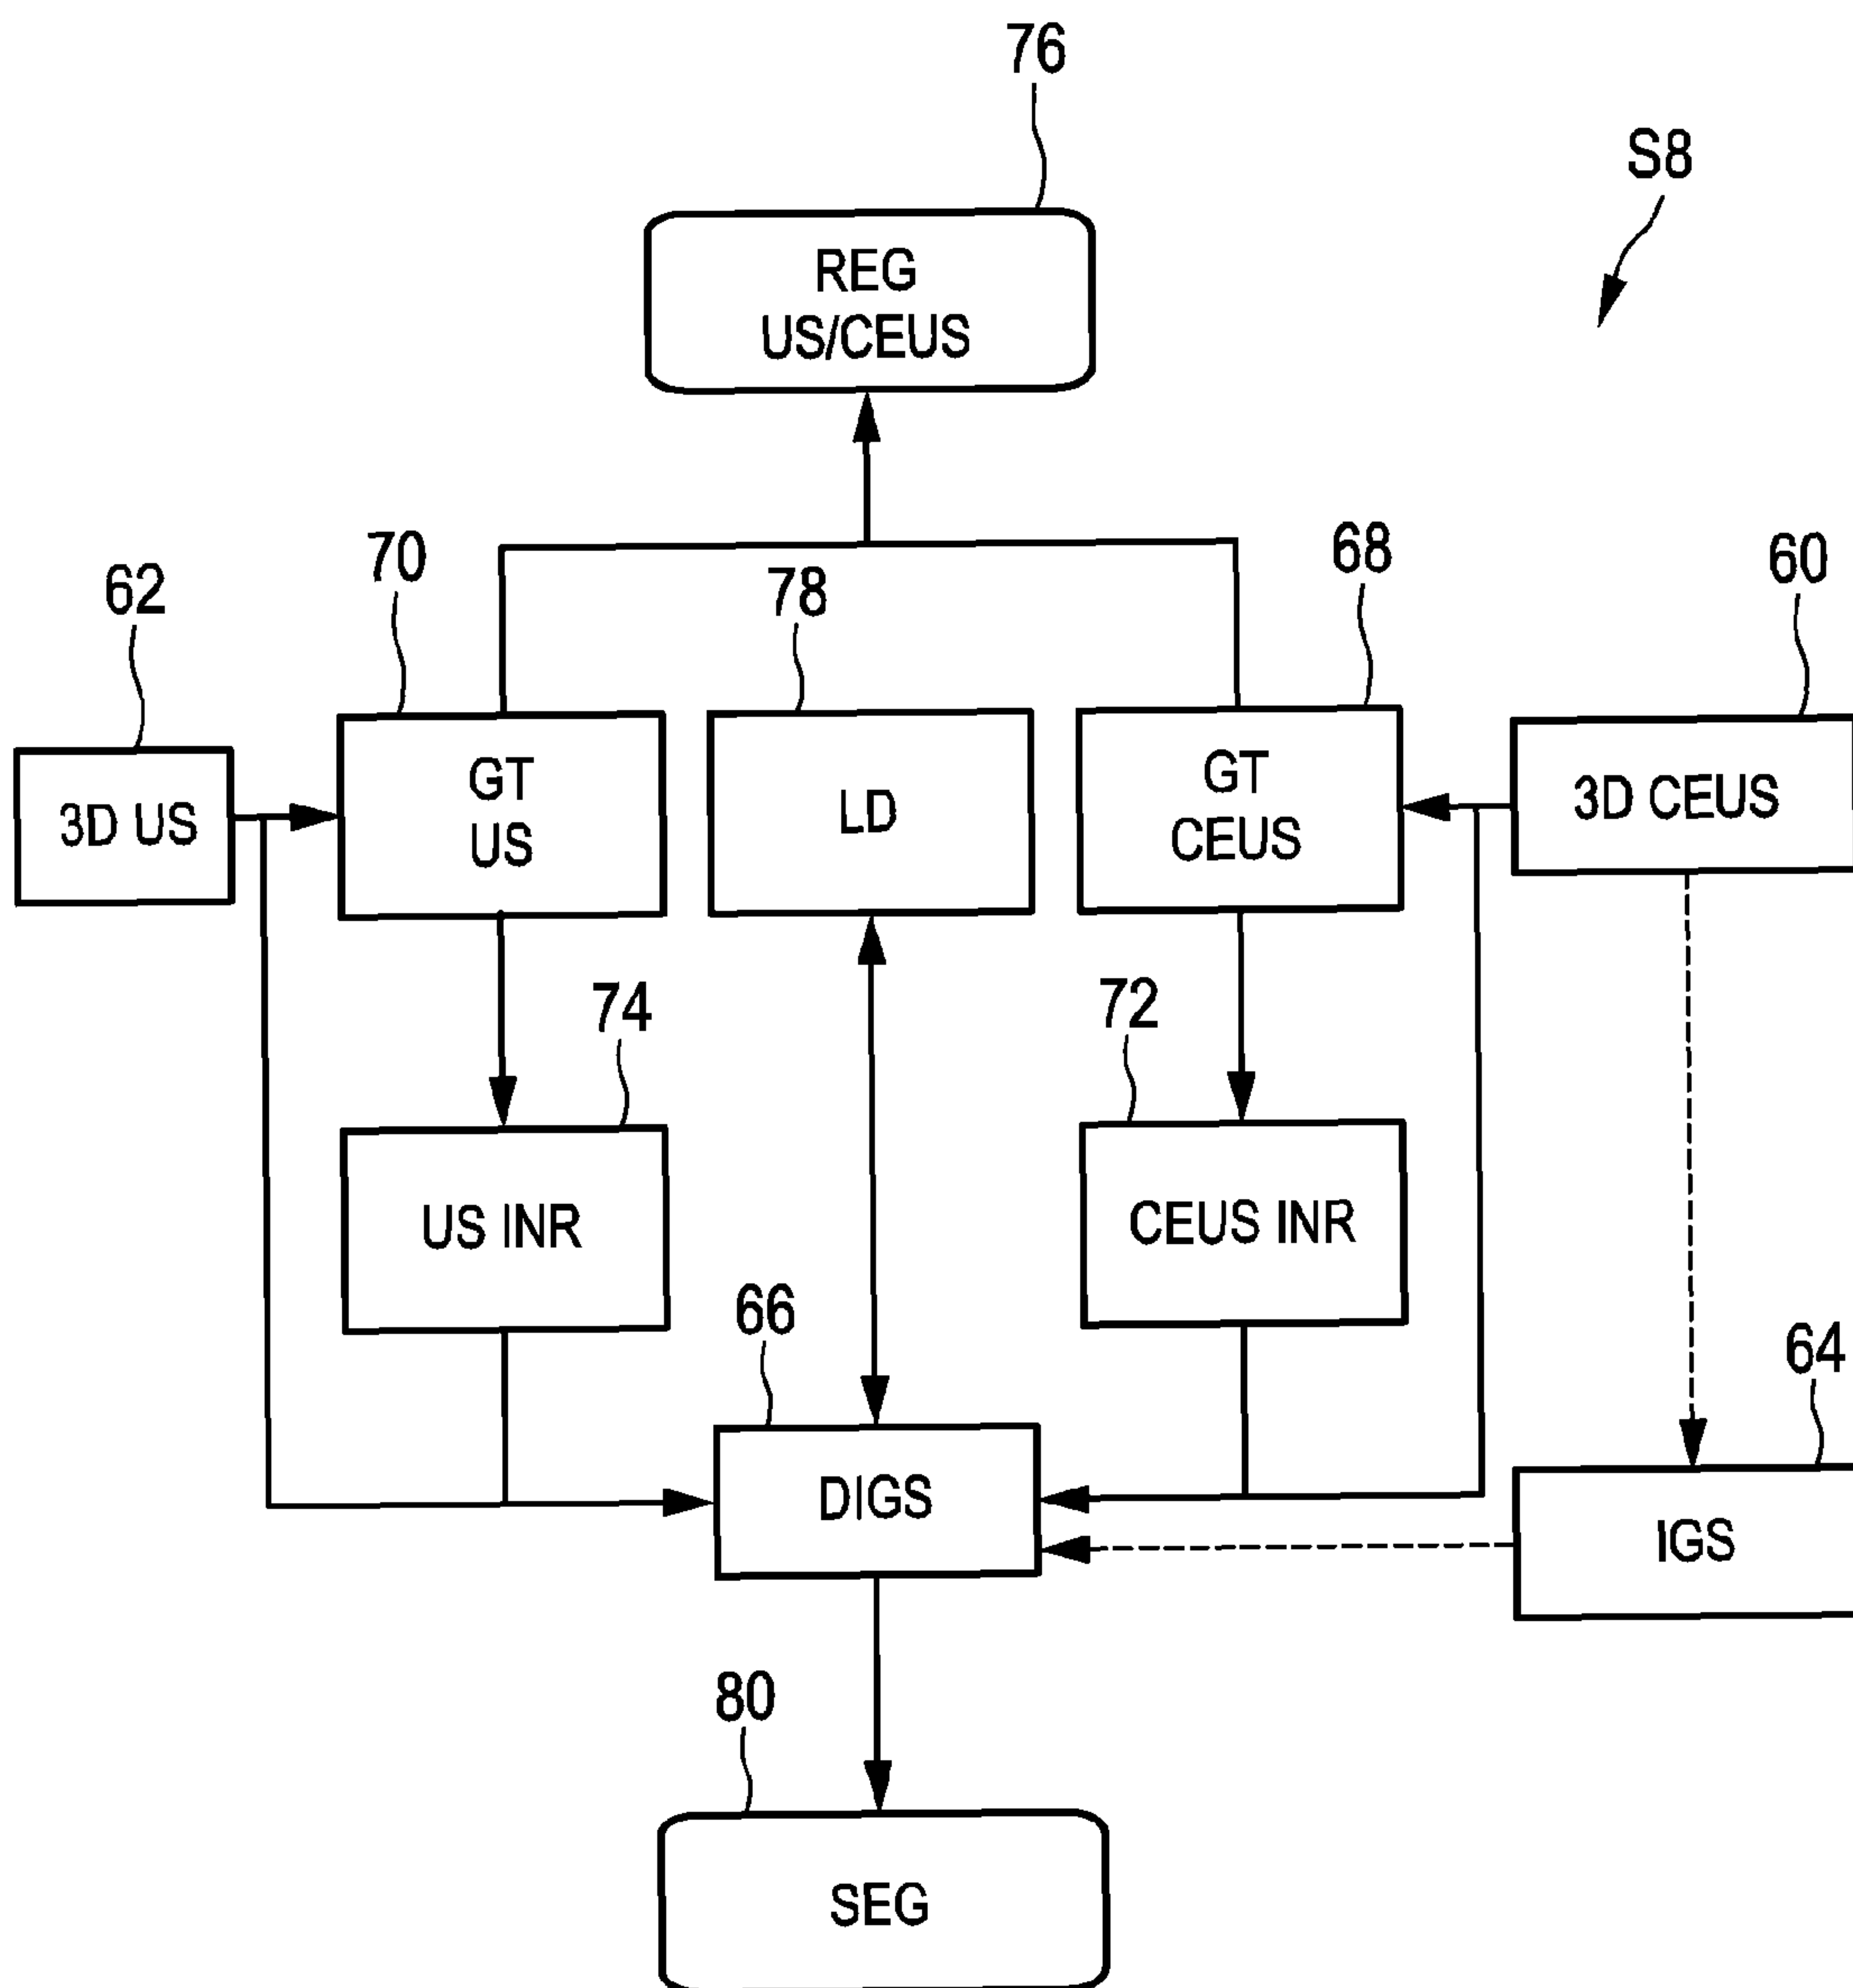 76
S8
REG
US/CEUS
70
68
60
62
78
GT
US
LD
GT
CEUS
3D CEUS
3D US
74
72
US INR
CEUS INR
66
64
DIGS
IGS
80
SEG